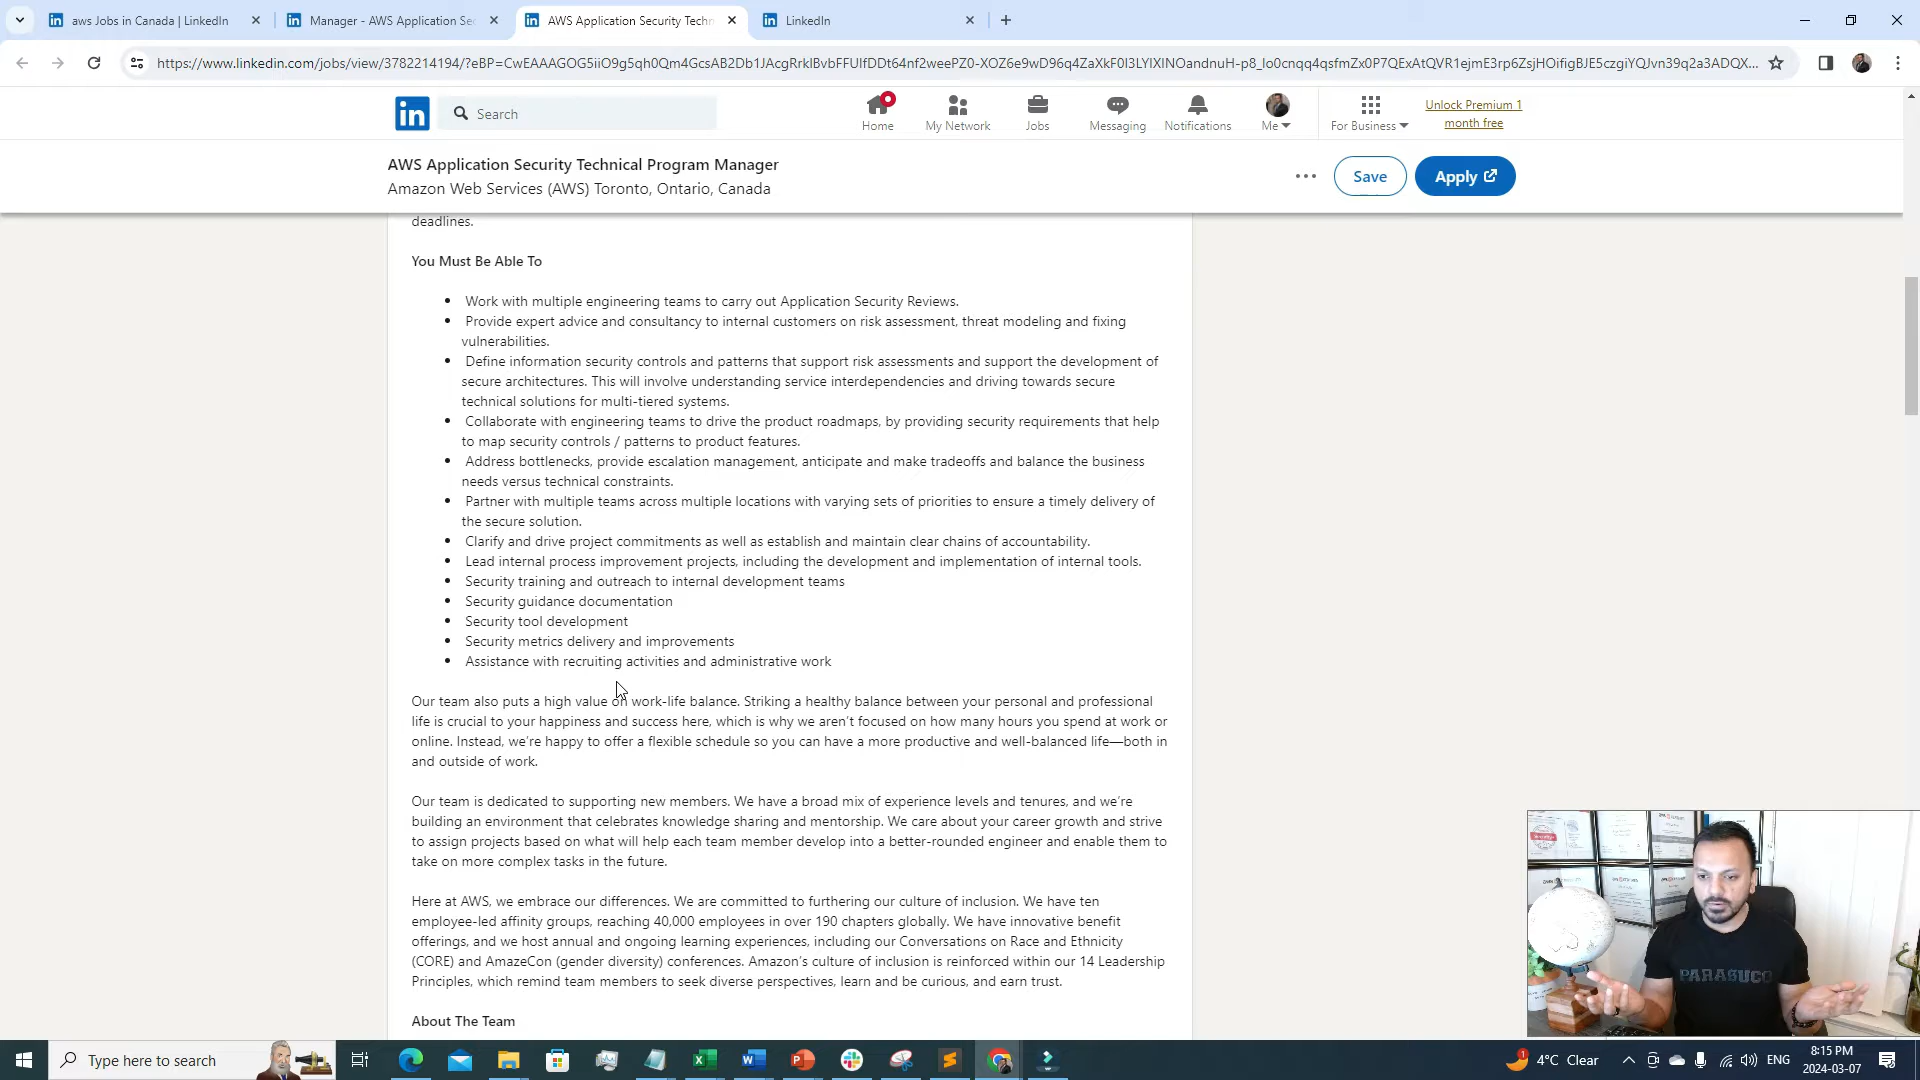 aws Jobs in Canada | LinkedIn
Manager - AWS Application Sec
AWS Application Security Techn
LinkedIn
https://www.linkedin.com/jobs/view/3782214194/?eBP=
Search
Home
My Network
Jobs
Messaging
Notifications
Me
For Business
Unlock Premium 1
month free
AWS Application Security Technical Program Manager
Amazon Web Services (AWS) Toronto, Ontario, Canada
Save
Apply
deadlines.
You Must Be Able To
Work with multiple engineering teams to carry out Application Security Reviews.
Provide expert advice and consultancy to internal customers on risk assessment, threat modeling and fixing
vulnerabilities.
Define information security controls and patterns that support risk assessments and support the development of
secure architectures. This will involve understanding service interdependencies and driving towards secure
technical solutions for multi-tiered systems.
Collaborate with engineering teams to drive the product roadmaps, by providing security requirements that help
to map security controls / patterns to product features.
Address bottlenecks, provide escalation management, anticipate and make tradeoffs and balance the business
needs versus technical constraints.
Partner with multiple teams across multiple locations with varying sets of priorities to ensure a timely delivery of
the secure solution.
Clarify and drive project commitments as well as establish and maintain clear chains of accountability.
Lead internal process improvement projects, including the development and implementation of internal tools.
Security training and outreach to internal development teams
Security guidance documentation
Security tool development
Security metrics delivery and improvements
Assistance with recruiting activities and administrative work
Our team also puts a high value on work-life balance. Striking a healthy balance between your personal and professional
life is crucial to your happiness and success here, which is why we aren't focused on how many hours you spend at work or
online. Instead, we're happy to offer a flexible schedule so you can have a more productive and well-balanced life—both in
and outside of work.
Our team is dedicated to supporting new members. We have a broad mix of experience levels and tenures, and we're
building an environment that celebrates knowledge sharing and mentorship. We care about your career growth and strive
to assign projects based on what will help each team member develop into a better-rounded engineer and enable them to
take on more complex tasks in the future.
Here at AWS, we embrace our differences. We are committed to furthering our culture of inclusion. We have ten
employee-led affinity groups, reaching 40,000 employees in over 190 chapters globally. We have innovative benefit
offerings, and we host annual and ongoing learning experiences, including our Conversations on Race and Ethnicity
(CORE) and AmazeCon (gender diversity) conferences. Amazon's culture of inclusion is reinforced within our 14 Leadership
Principles, which remind team members to seek diverse perspectives, learn and be curious, and earn trust.
About The Team
PARASUCO
Type here to search
1
4°C Clear
ENG
8:15 PM
2024-03-07